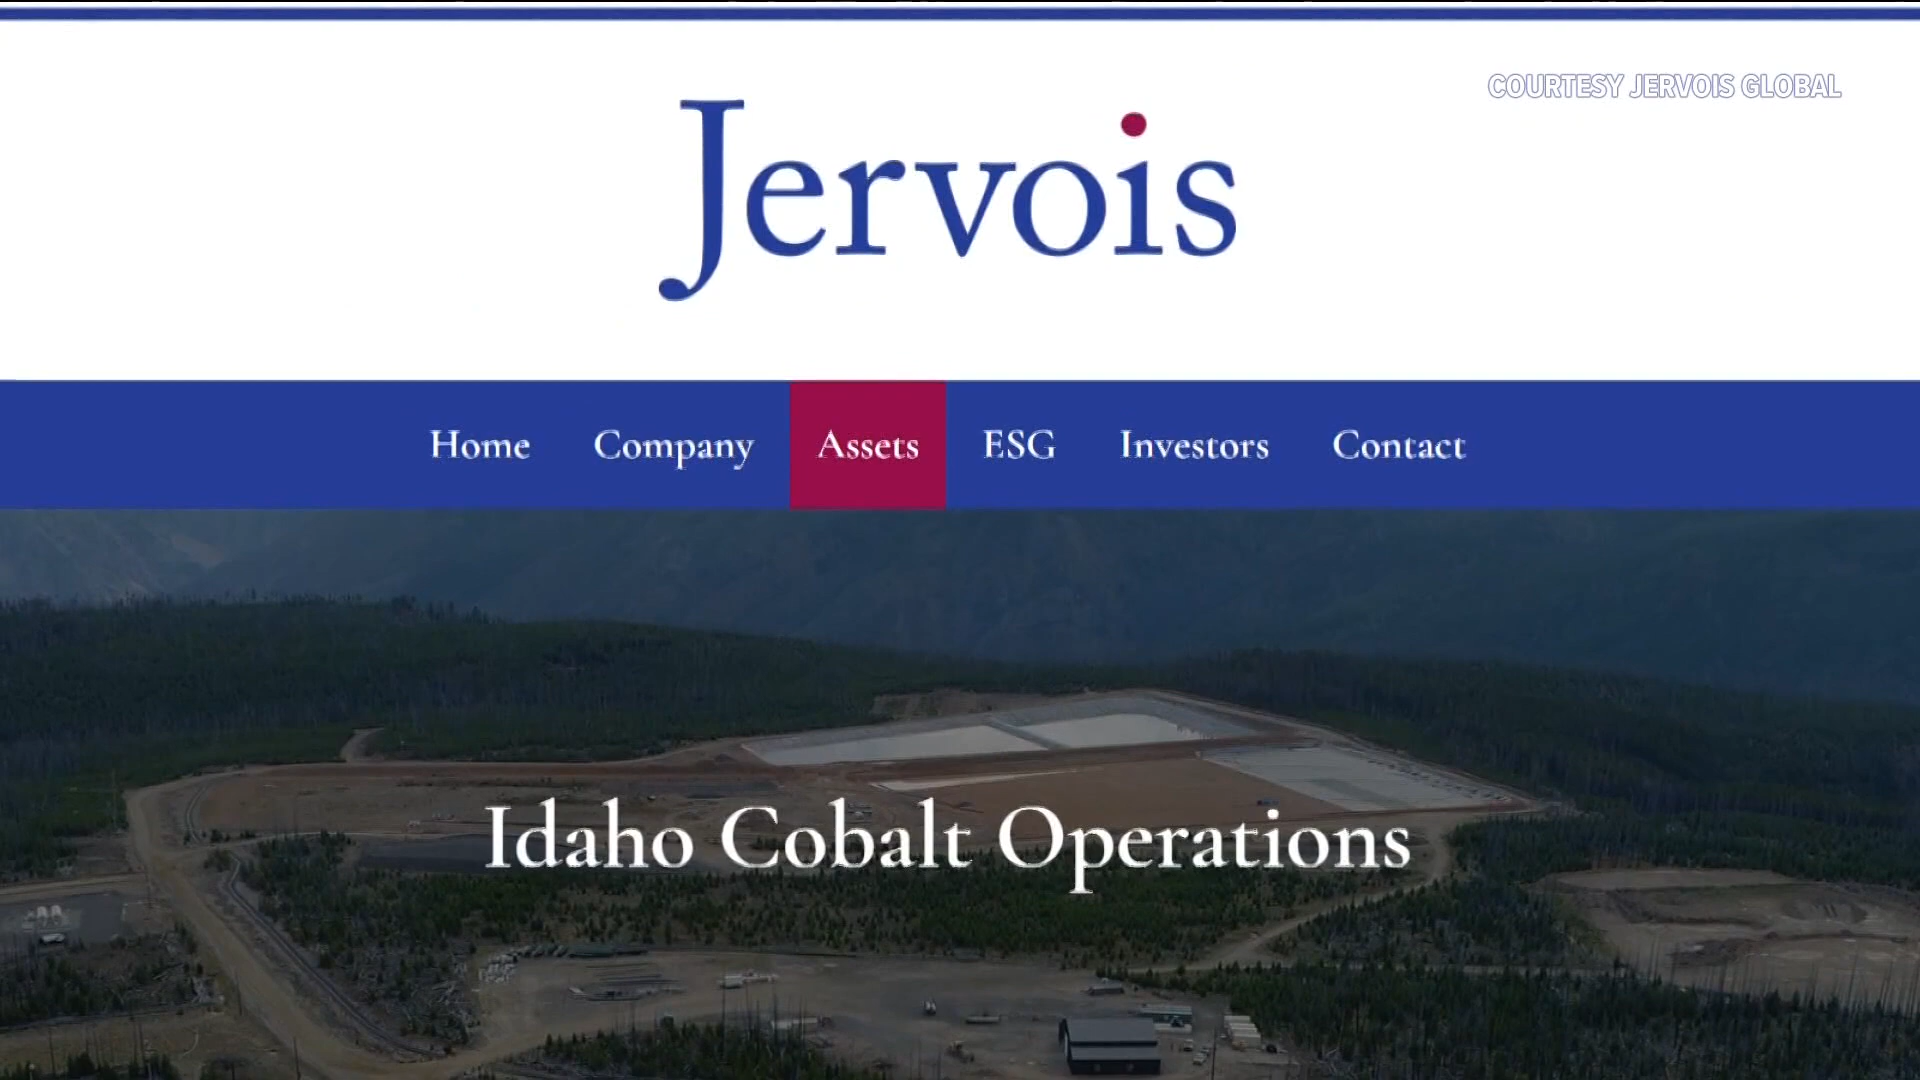 COURTESY JERVOIS GLOBAL
Jervois
Home Company Assets ESG Investors Contact
Idaho Cobalt Operations